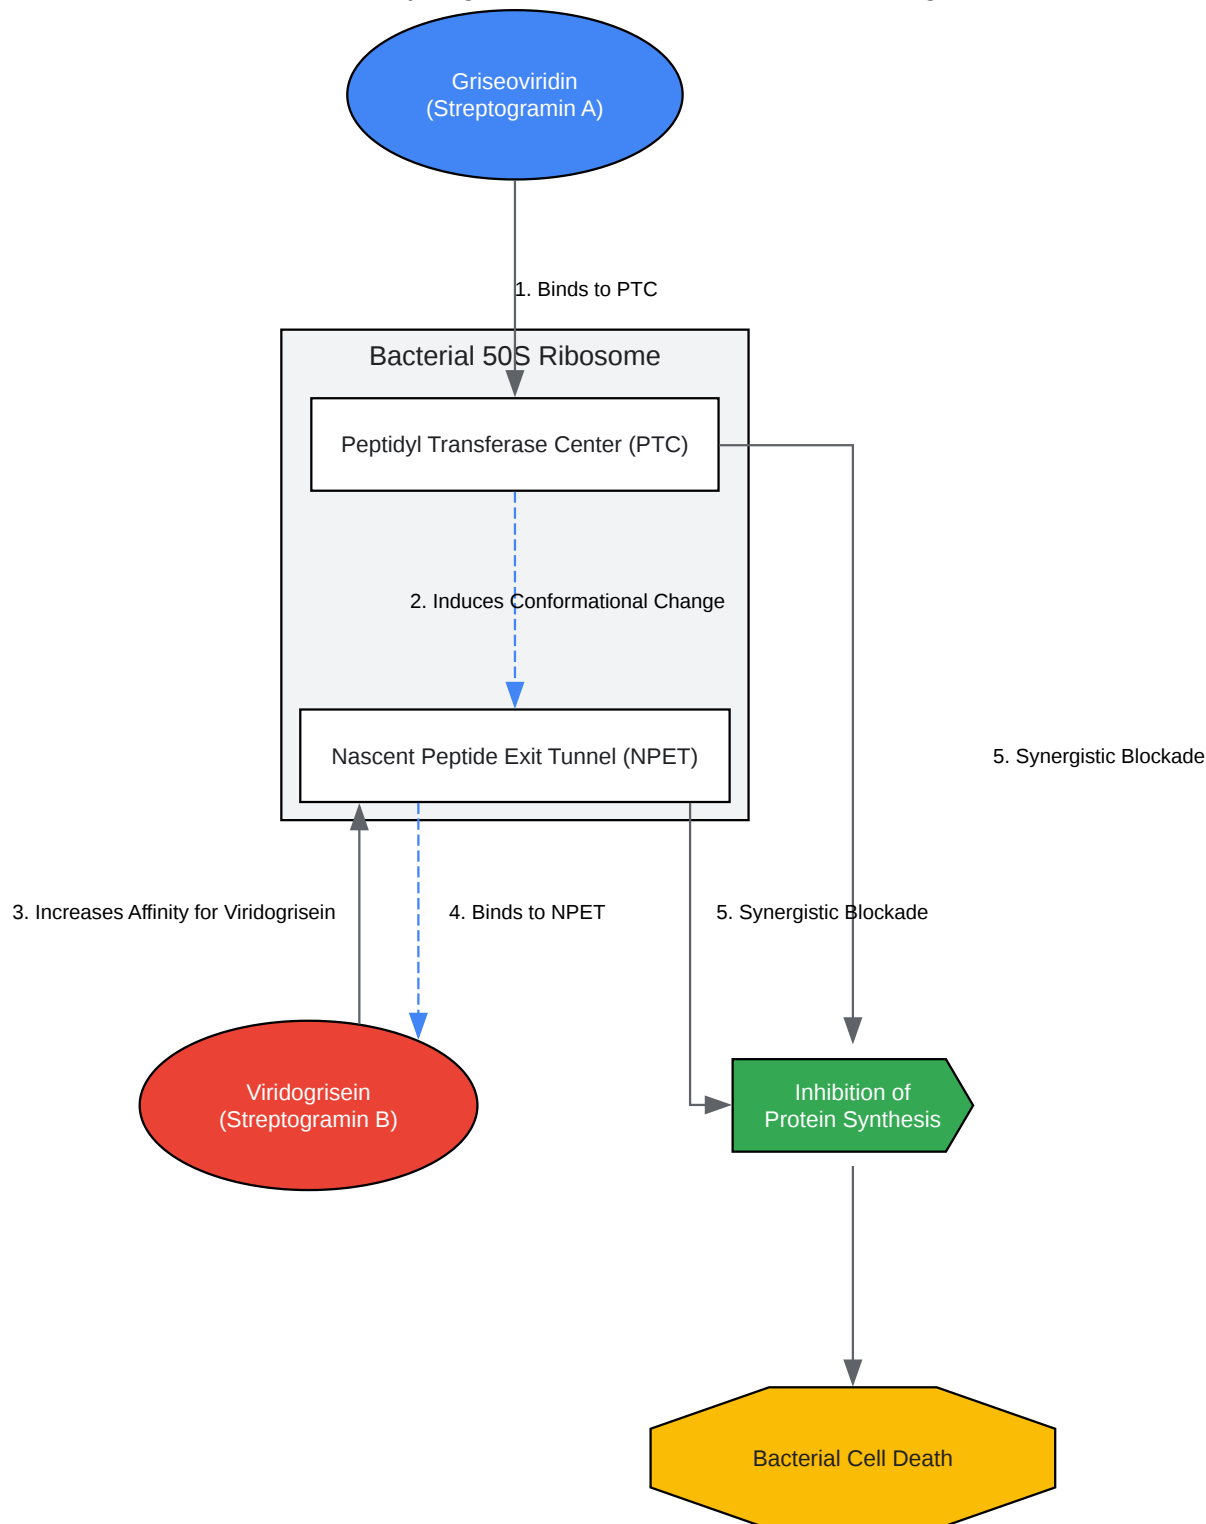 Griseoviridin
(Streptogramin A)
1. Binds to PTC
Bacterial 50S Ribosome
Peptidyl Transferase Center (PTC)
2. Induces Conformational Change
Nascent Peptide Exit Tunnel (NPET)
5. Synergistic Blockade
3. Increases Affinity for Viridogrisein
4. Binds to NPET
5. Synergistic Blockade
Viridogrisein
(Streptogramin B)
Inhibition of
Protein Synthesis
Bacterial Cell Death